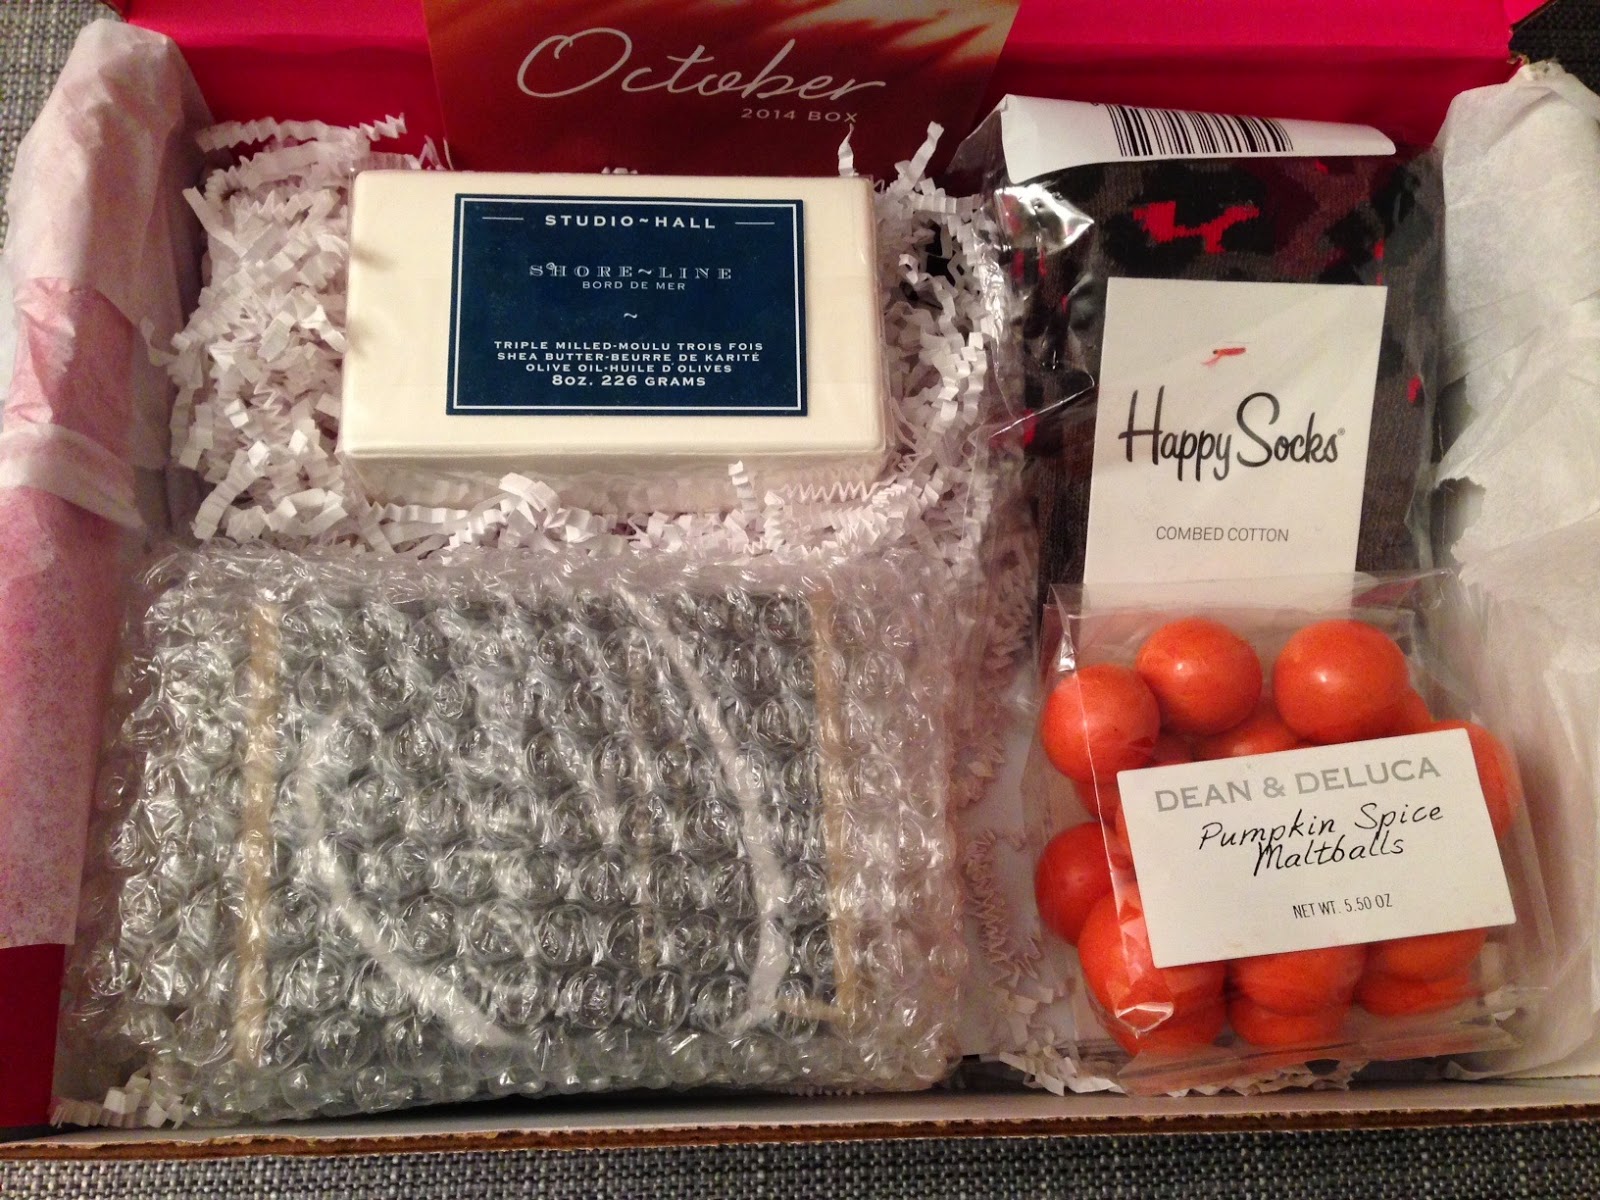 October
2014 BOX
STUDIO~HALL
SHORE~LINE
BORD DE MER
~
TRIPLE MILLED-MOULU TROIS FOIS
SHEA BUTTER-BEURRE DE KARITÉ
OLIVE OIL-HUILE D'OLIVES
8OZ. 226 GRAMS
Happy Socks®
COMBED COTTON
DEAN & DELUCA
Pumpkin Spice
Maltballs
NET WT. 5.50 OZ